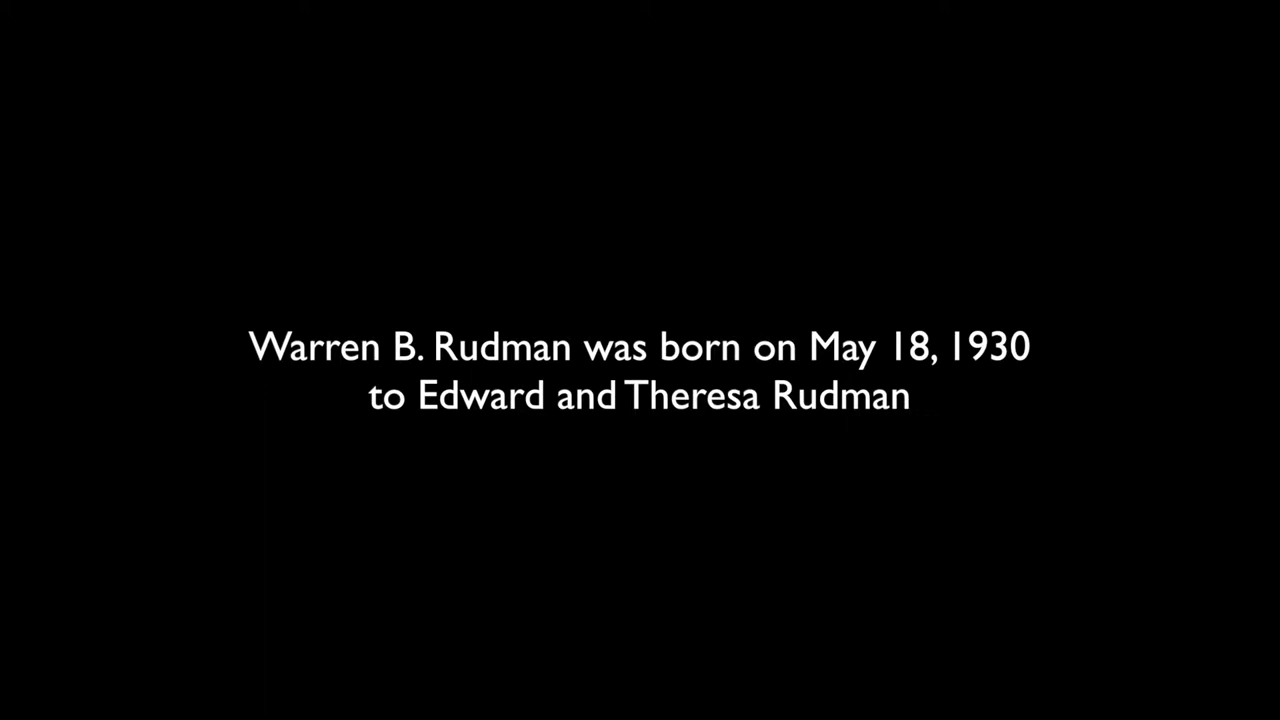 Warren B. Rudman was born on May 18, 1930
to Edward and Theresa Rudman